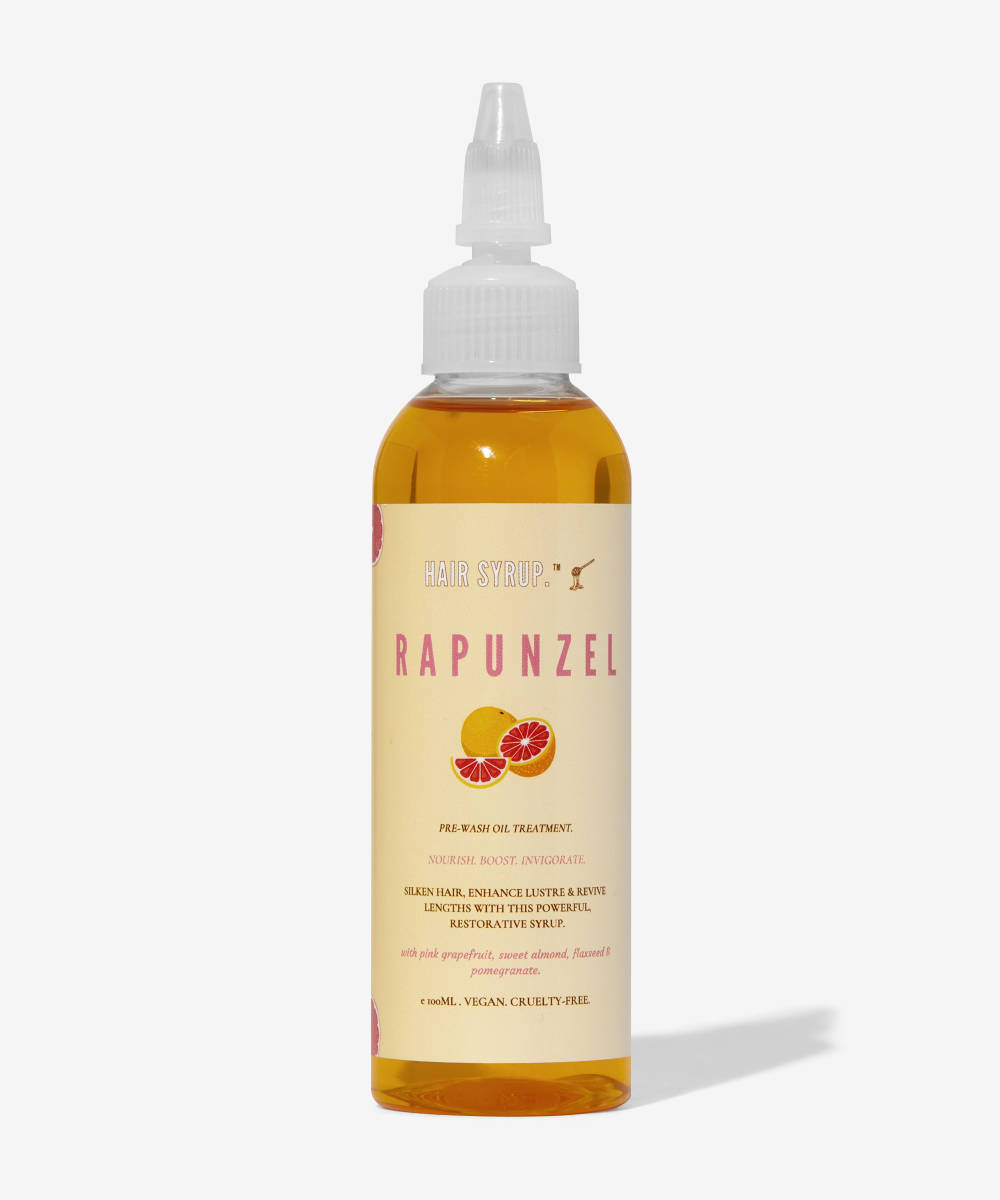 HAIR SYRUP.™
RAPUNZEL
PRE-WASH OIL TREATMENT.
NOURISH. BOOST. INVIGORATE.
SILKEN HAIR, ENHANCE LUSTRE & REVIVE
LENGTHS WITH THIS POWERFUL,
RESTORATIVE SYRUP.
with pink grapefruit, sweet almond, flaxseed &
pomegranate.
e 100ML . VEGAN. CRUELTY-FREE.